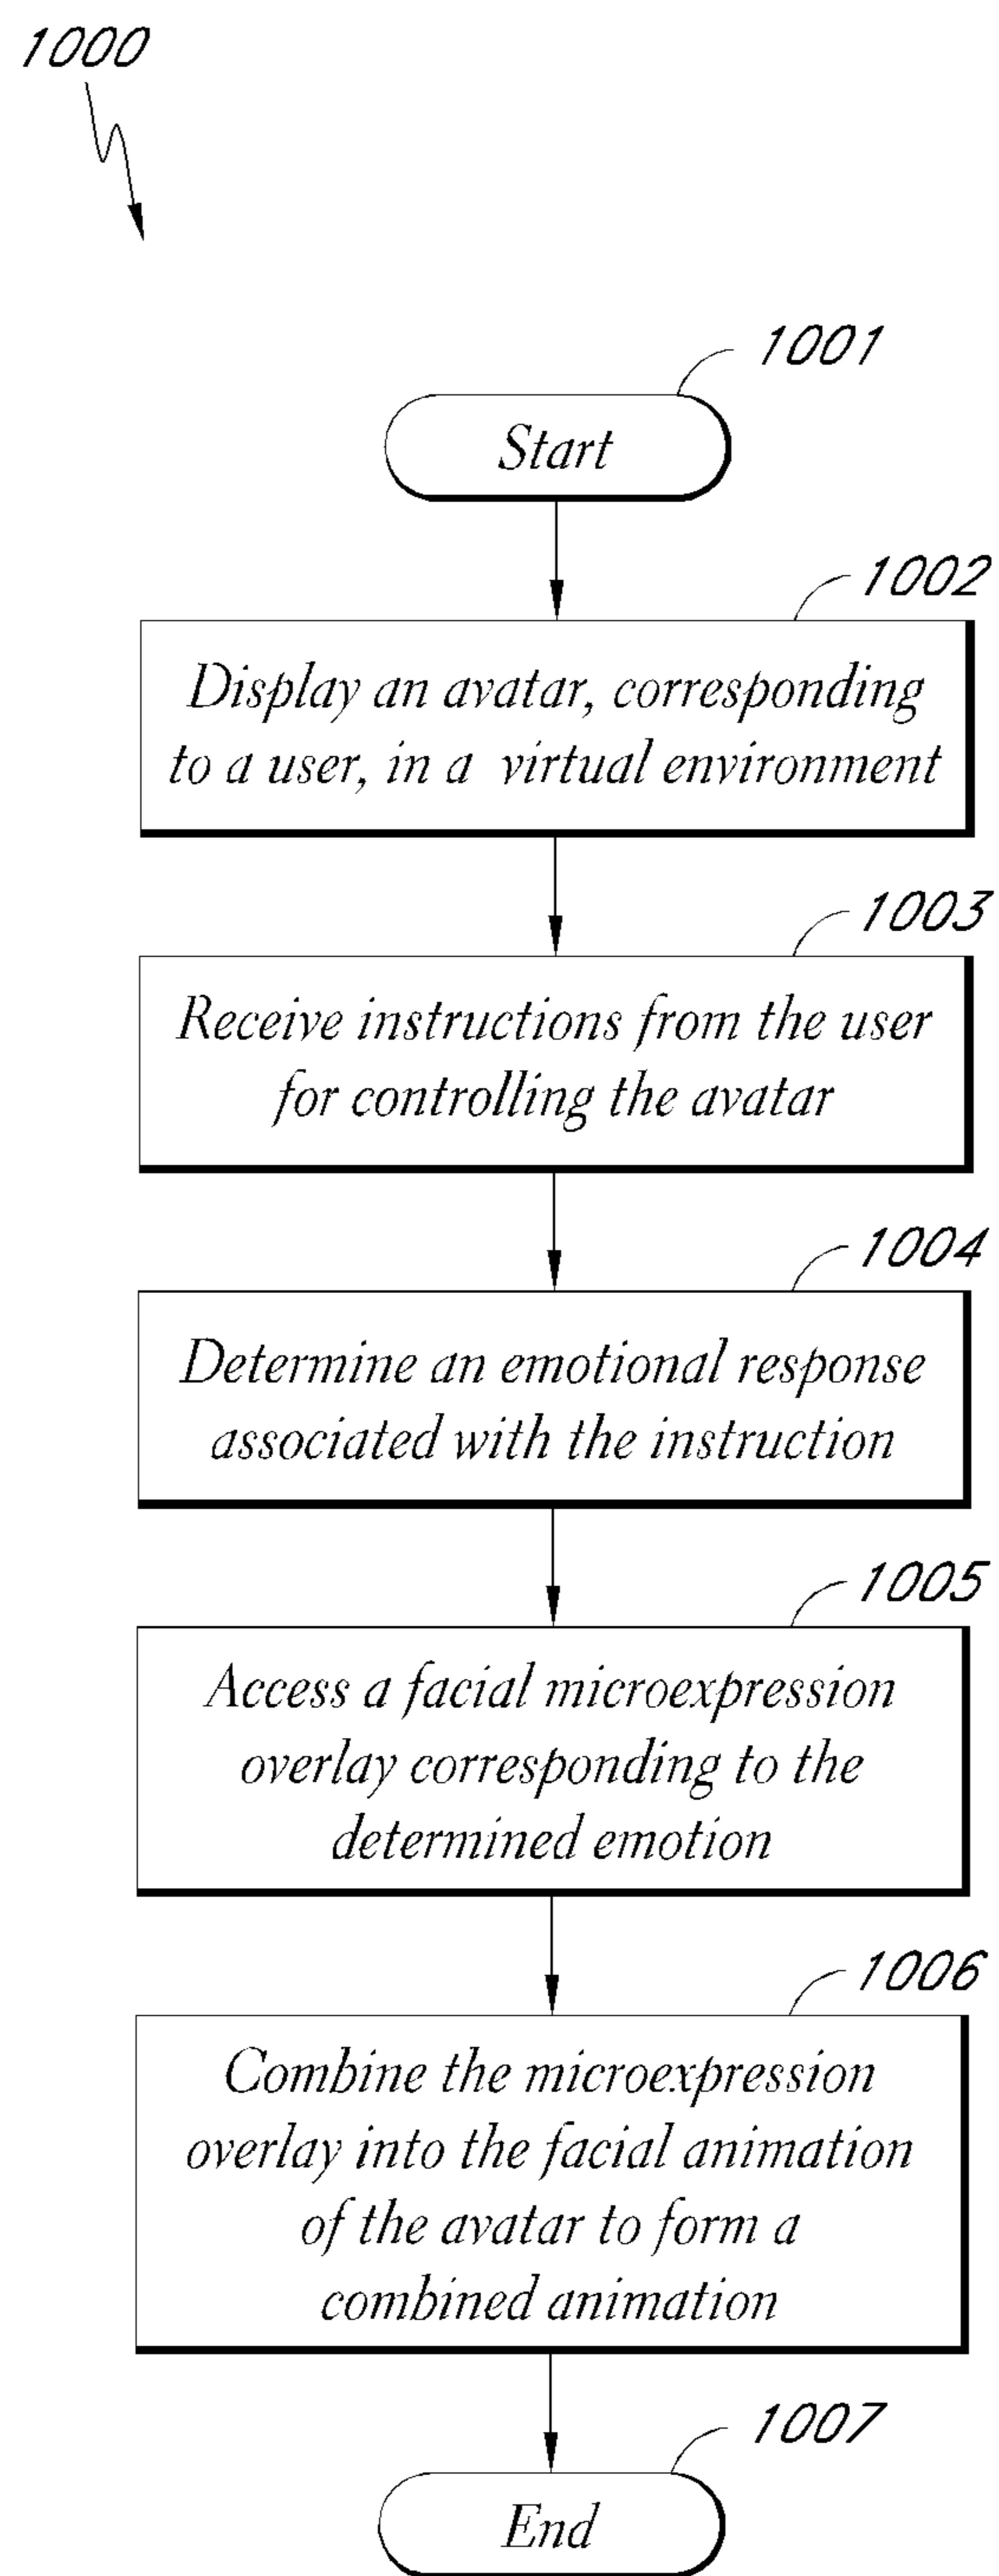 1000
1001
Start
1002
Display an avatar, corresponding
to a user, in a virtual environment
1003
Receive instructions from the user
for controlling the avatar
1004
Determine an emotional response
associated with the instruction
1005
Access a facial microexpression
overlay corresponding to the
determined emotion
1006
Combine the microexpression
overlay into the facial animation
of the avatar to form a
combined animation
1007
End